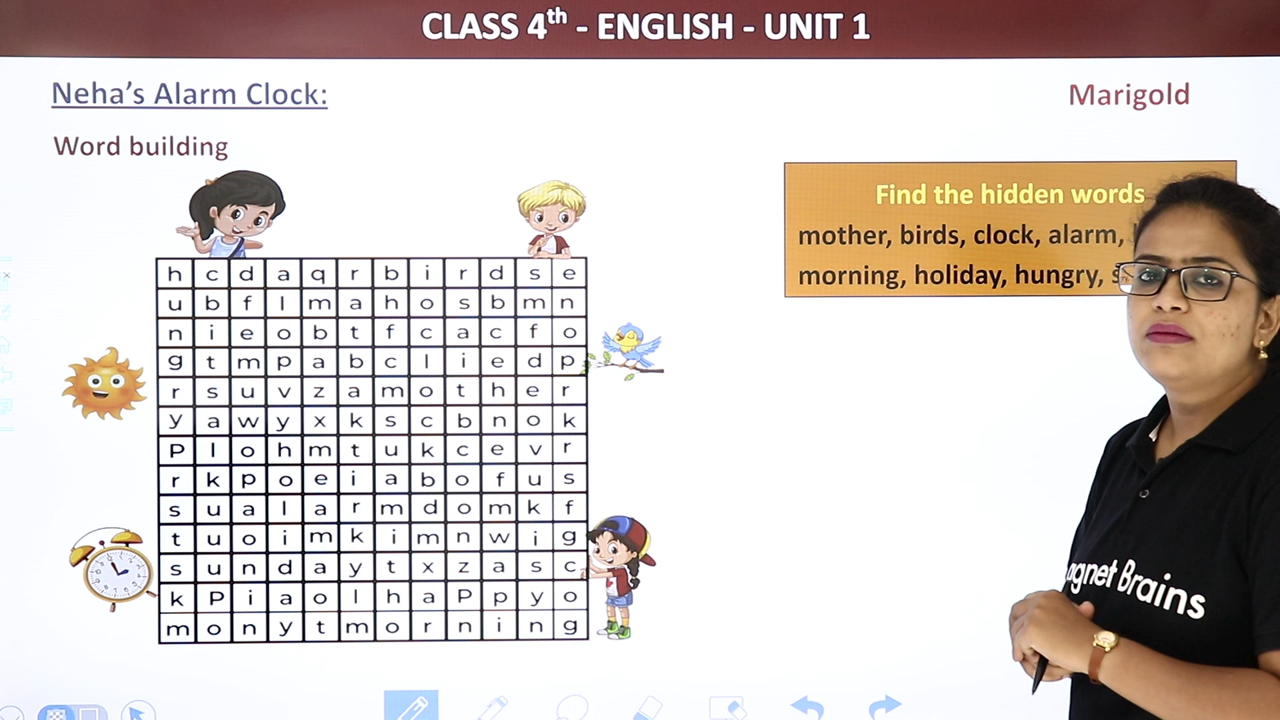 CLASS 4th - ENGLISH - UNIT 1
Neha's Alarm Clock:
Marigold
Word building
Find the hidden words
mother, birds, clock, alarm,
morning, holiday, hungry,
h c d a q r b i r d s e
u b f l m a h o s b m n
n i e o b t f c a c f o
g t m p a b c l i e d p
r s u v z a m o t h e r
y a w y x k s c b n o k
P l o h m t u k c e v r
r k p o e i a b o f u s
s u a l a r m d o m k f
t u o i m k i m n w i g
s u n d a y t x z a s c
k P i a o l h a P p y o
m o n y t m o r n i n g
gnet Brains